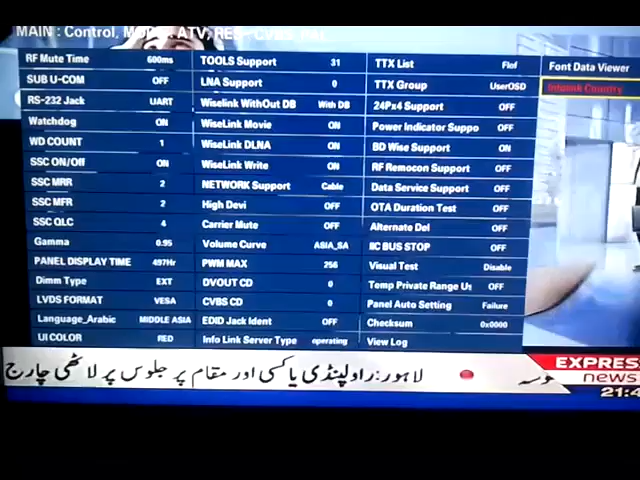 MAIN : Control, MODEL : ATV, RES : CVBS PAL
RF Mute Time 600ms
SUB U-COM OFF
RS-232 Jack UART
Watchdog ON
WD COUNT 1
SSC ON/Off ON
SSC MRR 2
SSC MFR 2
SSC QLC 4
Gamma 0.95
PANEL DISPLAY TIME 497Hr
Dimm Type EXT
LVDS FORMAT VESA
Language_Arabic MIDDLE ASIA
UI COLOR RED
TOOLS Support 31
LNA Support 0
Wiselink WithOut DB With DB
WiseLink Movie ON
WiseLink DLNA ON
WiseLink Write ON
NETWORK Support Cable
High Devi OFF
Carrier Mute OFF
Volume Curve ASIA_SA
PWM MAX 256
DVOUT CD 0
CVBS CD 0
EDID Jack Ident OFF
Info Link Server Type operating
TTX List Flof
TTX Group UserOSD
24Px4 Support OFF
Power Indicator Suppo OFF
BD Wise Support ON
RF Remocon Support OFF
Data Service Support OFF
OTA Duration Test OFF
Alternate Del OFF
IIC BUS STOP OFF
Visual Test Disable
Temp Private Range Us OFF
Panel Auto Setting Failure
Checksum 0x0000
View Log
Font Data Viewer
Infolink Country
لاہور:راولپنڈی یا کسی اور مقام پر جلوس پر لاٹھی چارج
EXPRESS
news
21:4